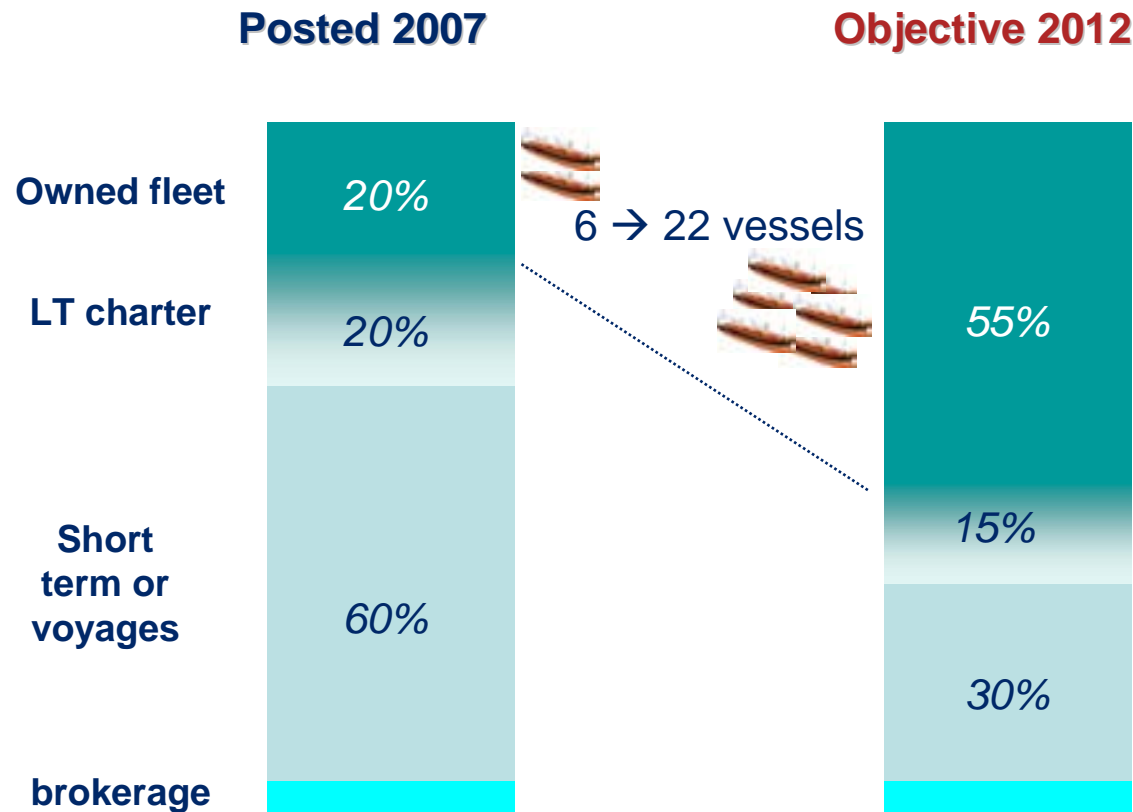 Posted 2007
Objective 2012
Owned fleet
20%
6 → 22 vessels
LT charter
20%
55%
Short
term or
voyages
60%
15%
30%
brokerage